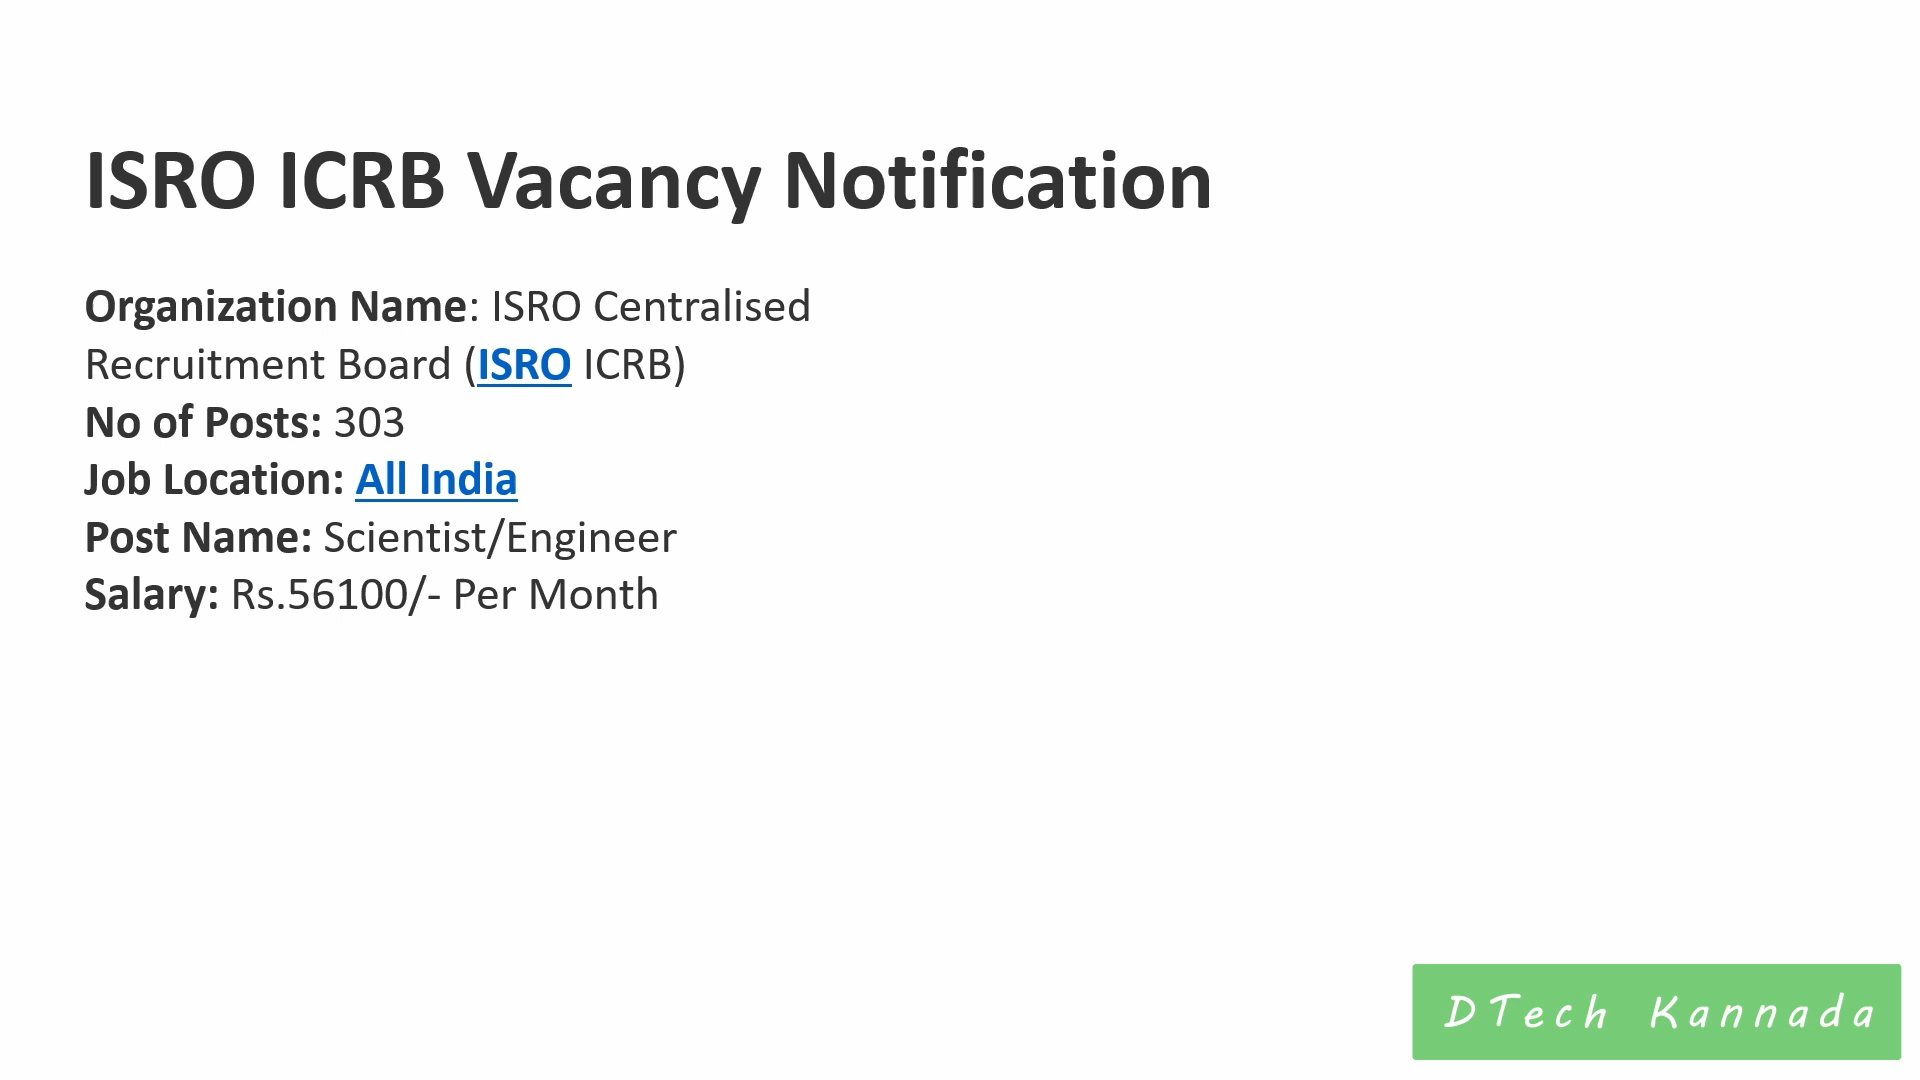 ISRO ICRB Vacancy Notification
Organization Name: ISRO Centralised
Recruitment Board (ISRO ICRB)
No of Posts: 303
Job Location: All India
Post Name: Scientist/Engineer
Salary: Rs.56100/- Per Month
DTech Kannada